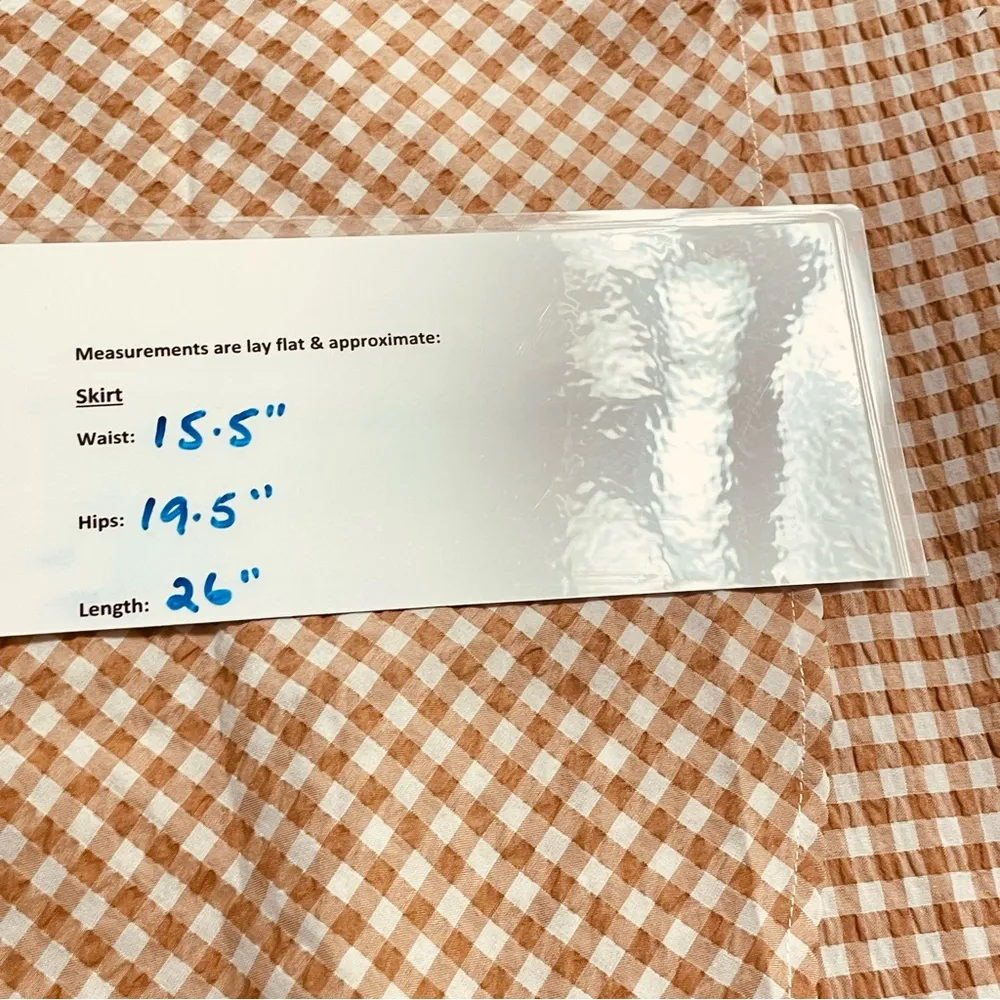 Measurements are lay flat & approximate:
Skirt
Waist: 15.5"
Hips: 19.5"
Length: 26"